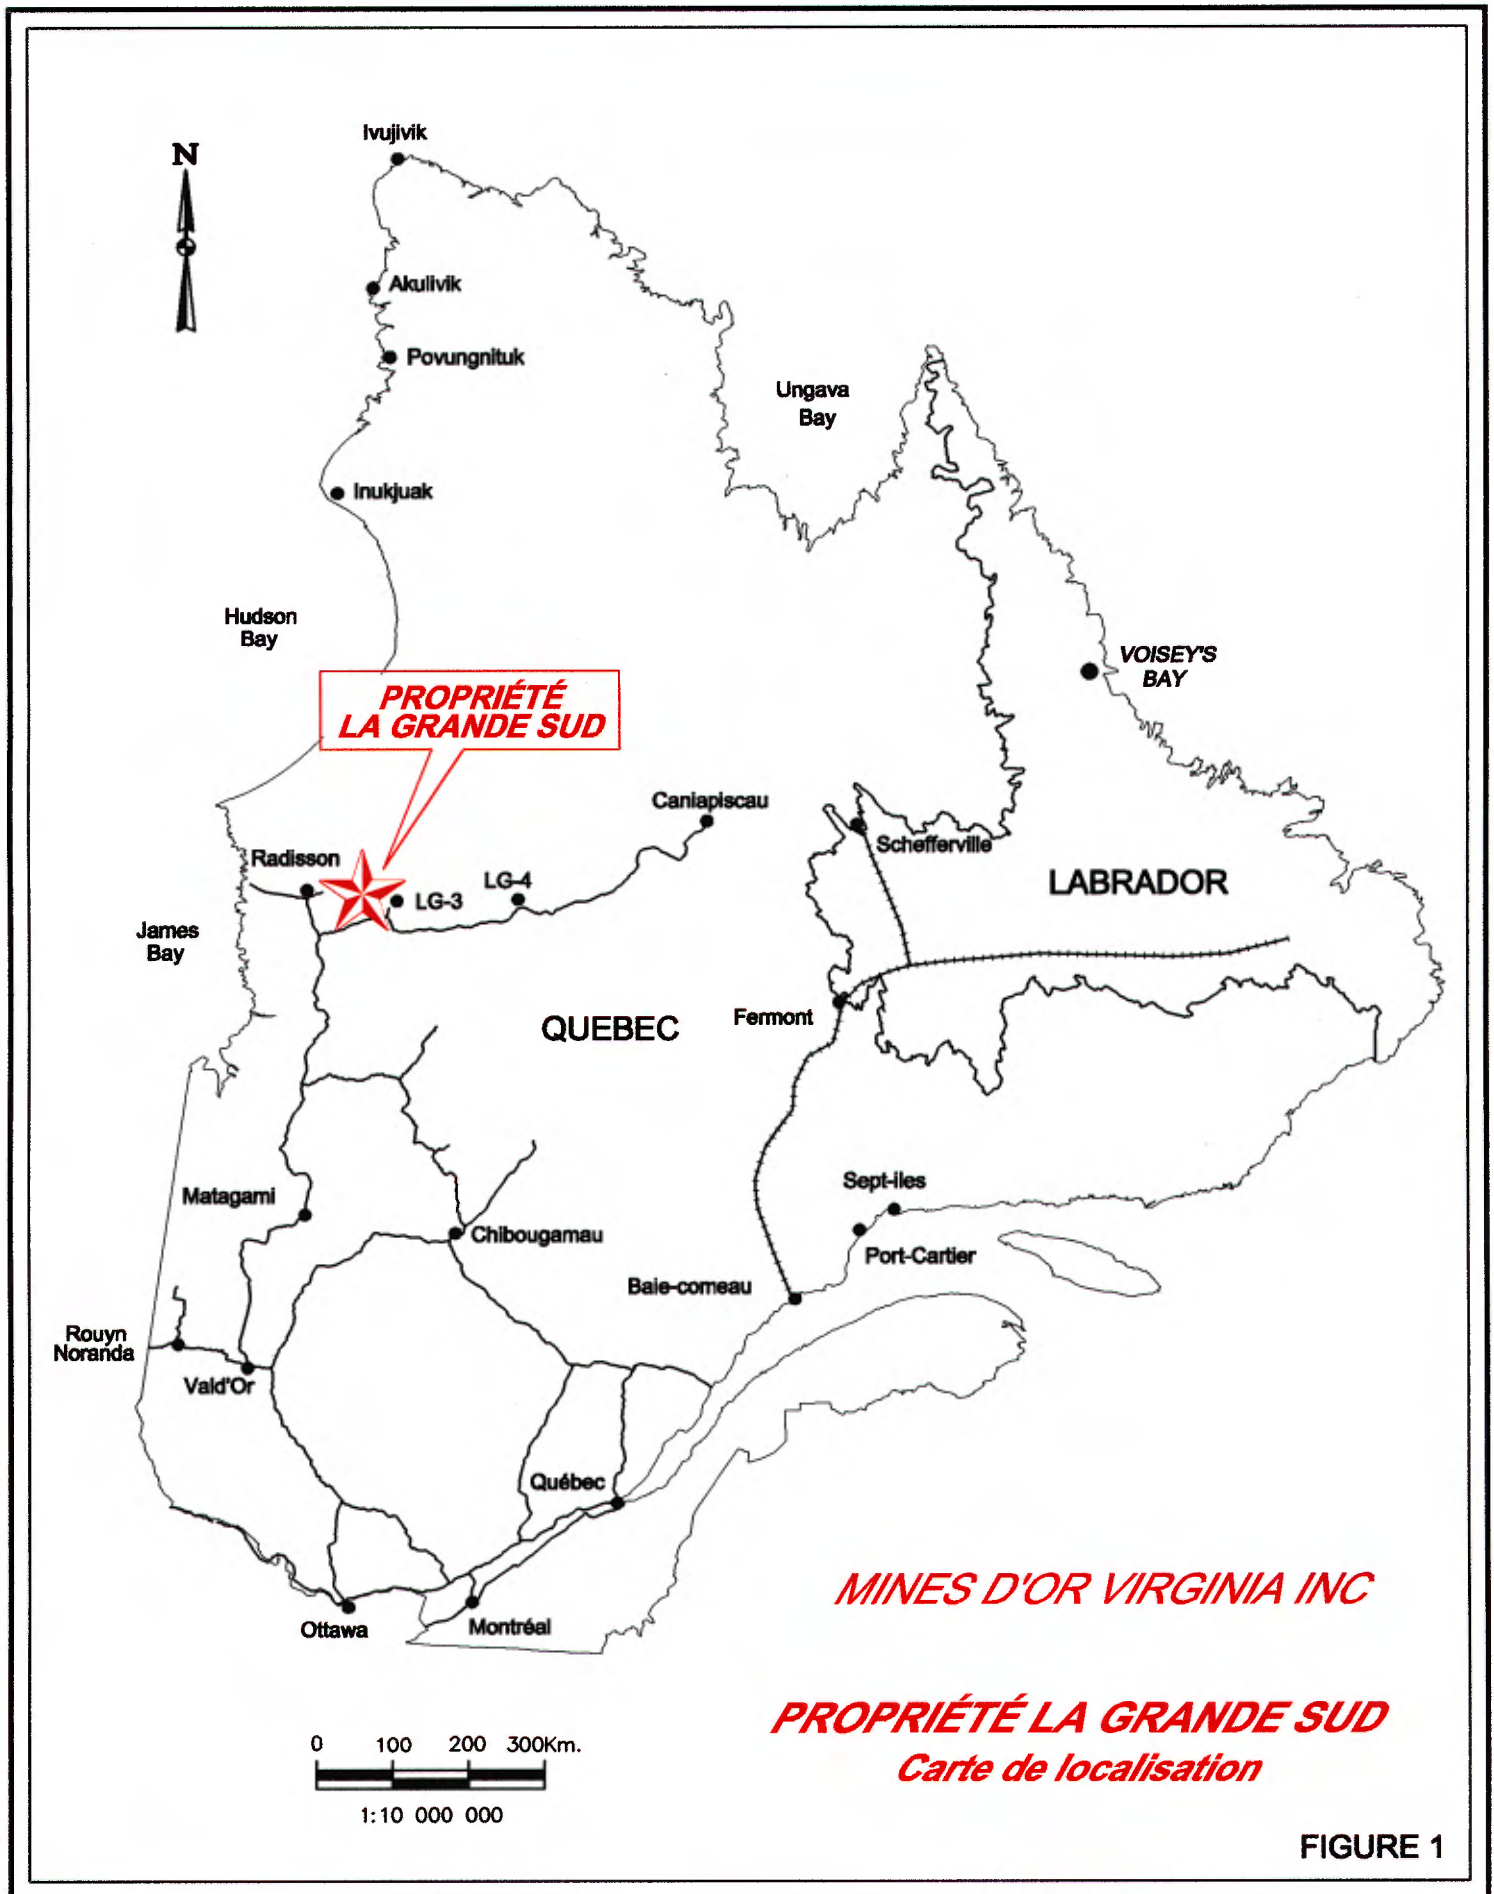 Ivujivik
N
Akulivik
Povungnituk
Ungava
Bay
Inukjuak
Hudson
Bay
VOISEY'S
BAY
PROPRIÉTÉ
LA GRANDE SUD
Caniapiscau
Schefferville
Radisson
LG-4
LG-3
LABRADOR
James
Bay
QUEBEC
Fermont
Matagami
Sept-iles
Chibougamau
Port-Cartier
Baie-comeau
Rouyn
Noranda
Vald'Or
Québec
Ottawa
Montréal
MINES D'OR VIRGINIA INC
PROPRIÉTÉ LA GRANDE SUD
Carte de localisation
0 100 200 300Km.
1:10 000 000
FIGURE 1